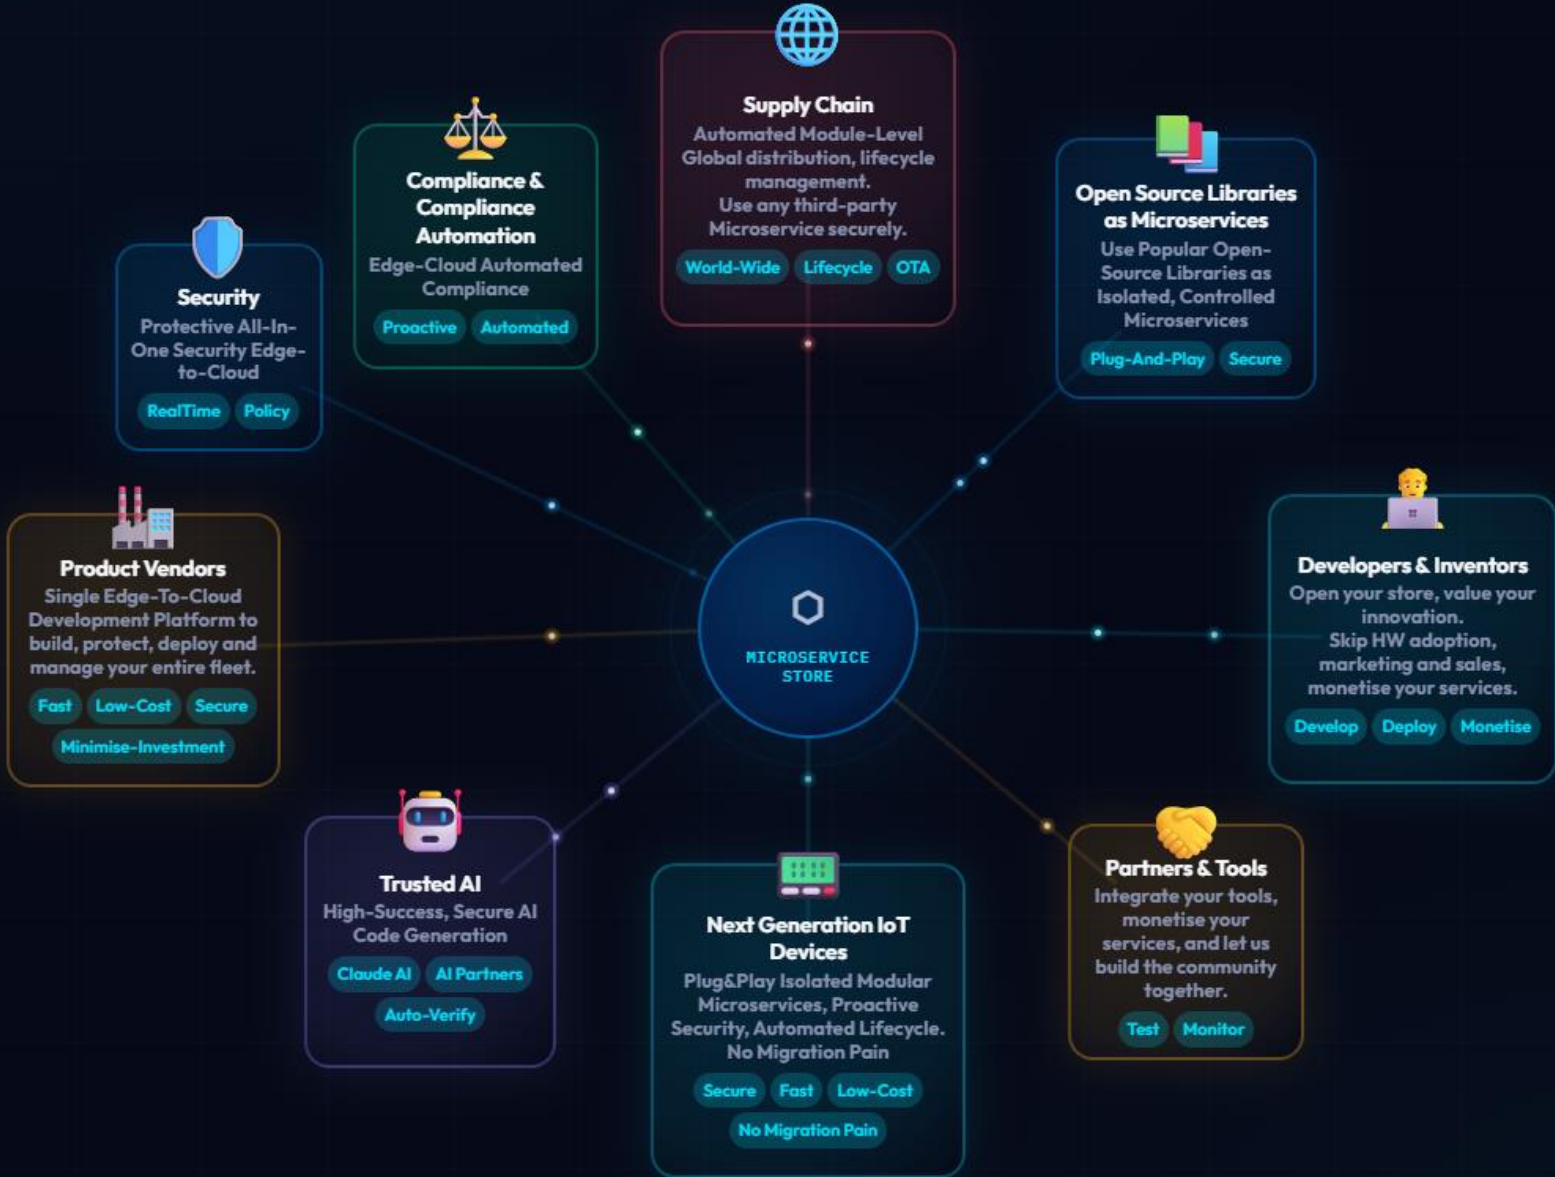 Supply Chain
Automated Module-Level
Global distribution, lifecycle
management.
Use any third-party
Microservice securely.
World-Wide
Lifecycle
OTA
Compliance &
Compliance
Automation
Edge-Cloud Automated
Compliance
Proactive
Automated
Open Source Libraries
as Microservices
Use Popular Open-
Source Libraries as
Isolated, Controlled
Microservices
Plug-And-Play
Secure
Security
Protective All-In-
One Security Edge-
to-Cloud
RealTime
Policy
Product Vendors
Single Edge-To-Cloud
Development Platform to
build, protect, deploy and
manage your entire fleet.
Fast
Low-Cost
Secure
Minimise-Investment
MICROSERVICE
STORE
Developers & Inventors
Open your store, value your
innovation.
Skip HW adoption,
marketing and sales,
monetise your services.
Develop
Deploy
Monetise
Trusted AI
High-Success, Secure AI
Code Generation
Claude AI
AI Partners
Auto-Verify
Next Generation IoT
Devices
Plug&Play Isolated Modular
Microservices, Proactive
Security, Automated Lifecycle.
No Migration Pain
Secure
Fast
Low-Cost
No Migration Pain
Partners & Tools
Integrate your tools,
monetise your
services, and let us
build the community
together.
Test
Monitor